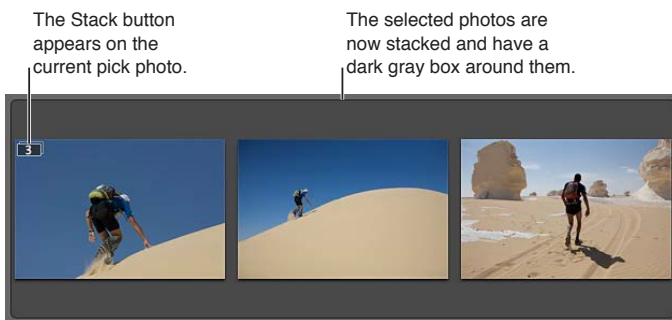 The Stack button
appears on the
current pick photo.
The selected photos are
now stacked and have a
dark gray box around them.
3